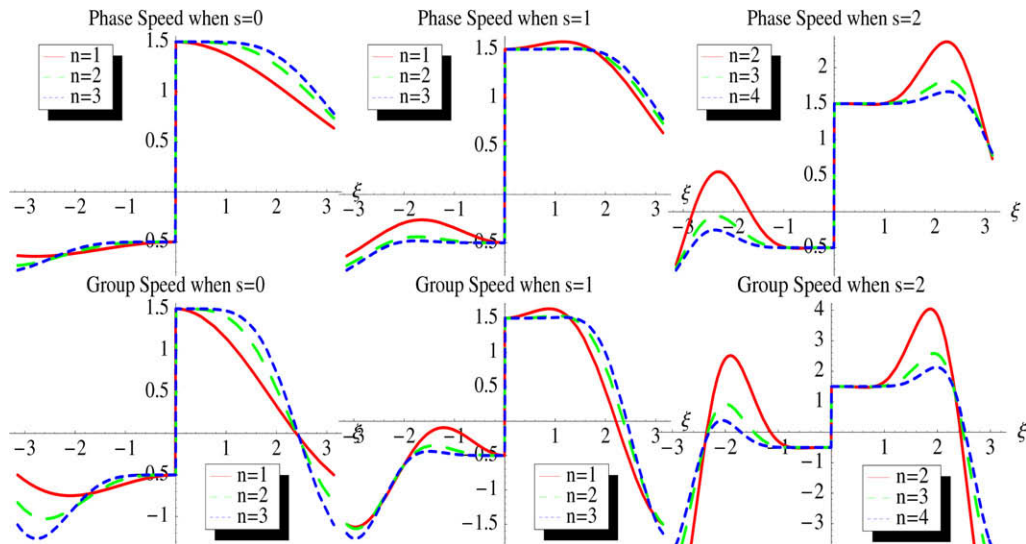 Phase Speed when s=0
1.5
n=1
n=2
n=3
1
0.5
-3 -2 -1 1 2 3 ξ
0.5
Phase Speed when s=1
1.5
n=1
n=2
n=3
1
0.5
-3 -2 -1 1 2 3 ξ
0.5
Phase Speed when s=2
n=2
n=3
n=4
2
1.5
1
0.5
-3 -2 -1 1 2 3 ξ
0.5
Group Speed when s=0
1.5
1
0.5
-3 -2 -1 1 2 3 ξ
0.5
-1
n=1
n=2
n=3
Group Speed when s=1
1.5
1
0.5
-3 -2 -1 1 2 3 ξ
0.5
-1
-1.5
n=1
n=2
n=3
Group Speed when s=2
4
3
2
1
-3 -2 -1 1 2 3 ξ
-1
-2
-3
n=2
n=3
n=4